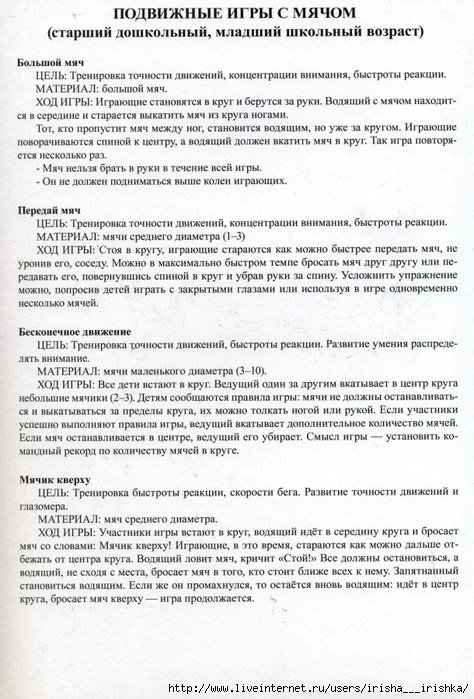 ПОДВИЖНЫЕ ИГРЫ С МЯЧОМ
(старший дошкольный, младший школьный возраст)
Большой мяч
ЦЕЛЬ: Тренировка точности движений, концентрации внимания, быстроты реакции.
МАТЕРИАЛ: большой мяч.
ХОД ИГРЫ: Играющие становятся в круг и берутся за руки. Водящий с мячом находит-
ся в середине и старается выкатить мяч из круга ногами.
Тот, кто пропустит мяч между ног, становится водящим, но уже за кругом. Играющие
поворачиваются спиной к центру, а водящий должен вкатить мяч в круг. Так игра повторя-
ется несколько раз.
- Мяч нельзя брать в руки в течение всей игры.
- Он не должен подниматься выше колен играющих.
Передай мяч
ЦЕЛЬ: Тренировка точности движений, концентрации внимания, быстроты реакции.
МАТЕРИАЛ: мячи среднего диаметра (1–3)
ХОД ИГРЫ: Стоя в кругу, играющие стараются как можно быстрее передать мяч, не
уронив его, соседу. Можно в максимально быстром темпе бросать мяч друг другу или пе-
редавать его, повернувшись спиной в круг и убрав руки за спину. Усложнить упражнение
можно, попросив детей играть с закрытыми глазами или используя в игре одновременно
несколько мячей.
Бесконечное движение
ЦЕЛЬ: Тренировка точности движений, быстроты реакции. Развитие умения распреде-
лять внимание.
МАТЕРИАЛ: мячи маленького диаметра (3–10).
ХОД ИГРЫ: Все дети встают в круг. Ведущий один за другим вкатывает в центр круга
небольшие мячики (2–3). Детям сообщаются правила игры: мячи не должны останавливать-
ся и выкатываться за пределы круга, их можно толкать ногой или рукой. Если участники
успешно выполняют правила игры, ведущий вкатывает дополнительное количество мячей.
Если мяч останавливается в центре, ведущий его убирает. Смысл игры — установить ко-
мандный рекорд по количеству мячей в круге.
Мячик кверху
ЦЕЛЬ: Тренировка быстроты реакции, скорости бега. Развитие точности движений и
глазомера.
МАТЕРИАЛ: мяч среднего диаметра.
ХОД ИГРЫ: Участники игры встают в круг, водящий идёт в середину круга и бросает
мяч со словами: Мячик кверху! Играющие, в это время, стараются как можно дальше от-
бежать от центра круга. Водящий ловит мяч, кричит «Стой!» Все должны остановиться, а
водящий, не сходя с места, бросает мяч в того, кто стоит ближе всех к нему. Запятнанный
становиться водящим. Если же он промахнулся, то остаётся вновь водящим: идёт в центр
круга, бросает мяч кверху — игра продолжается.
http://www.liveinternet.ru/users/irisha___irishka/